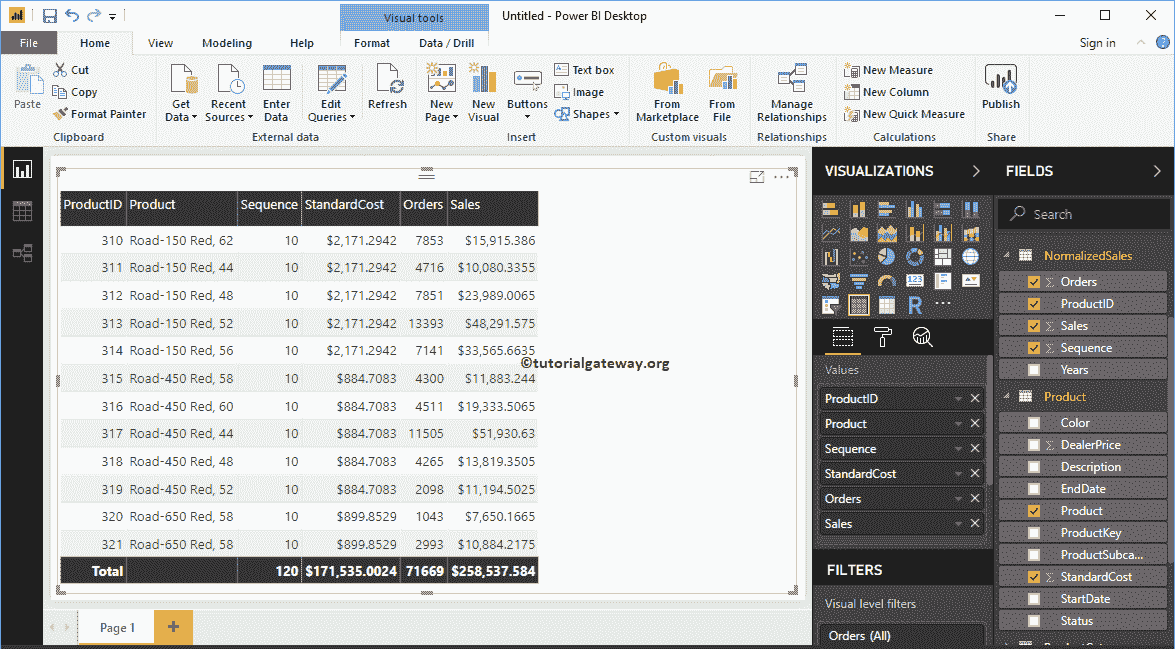 Visual tools
Untitled - Power BI Desktop
File Home View Modeling Help Format Data / Drill Sign in
Paste
Cut
Copy
Format Painter
Get Data
Recent Sources
Enter Data
Edit Queries
Refresh
New Page
New Visual
Buttons
Text box
Image
Shapes
From Marketplace
From File
Manage Relationships
New Measure
New Column
New Quick Measure
Publish
Clipboard External data Insert Custom visuals Relationships Calculations Share
ProductID Product Sequence StandardCost Orders Sales
310 Road-150 Red, 62 10 $2,171.2942 7853 $15,915.386
311 Road-150 Red, 44 10 $2,171.2942 4716 $10,080.3355
312 Road-150 Red, 48 10 $2,171.2942 7851 $23,989.0065
313 Road-150 Red, 52 10 $2,171.2942 13393 $48,291.575
314 Road-150 Red, 56 10 $2,171.2942 7141 $33,565.6635
315 Road-450 Red, 58 10 $884.7083 4300 $11,883.244
316 Road-450 Red, 60 10 $884.7083 4511 $19,333.5065
317 Road-450 Red, 44 10 $884.7083 11505 $51,930.63
318 Road-450 Red, 48 10 $884.7083 4265 $13,819.3505
319 Road-450 Red, 52 10 $884.7083 2098 $11,194.5025
320 Road-650 Red, 58 10 $899.8529 1043 $7,650.1665
321 Road-650 Red, 58 10 $899.8529 2993 $10,884.2175
Total 120 $171,535.0024 71669 $258,537.584
©tutorialgateway.org
Page 1
VISUALIZATIONS
123
R
Values
ProductID
Product
Sequence
StandardCost
Orders
Sales
FILTERS
Visual level filters
Orders (All)
FIELDS
Search
NormalizedSales
Orders
ProductID
Sales
Sequence
Years
Product
Color
DealerPrice
Description
EndDate
Product
ProductKey
ProductSubca...
StandardCost
StartDate
Status